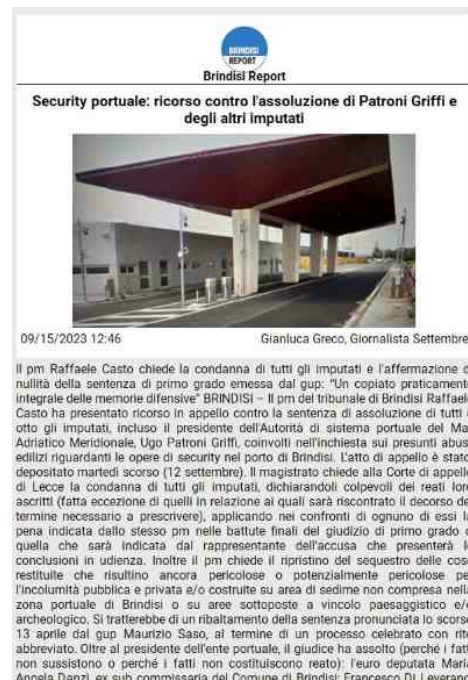 BRINDISI
REPORT
Brindisi Report
Security portuale: ricorso contro l'assoluzione di Patroni Griffi e
degli altri imputati
09/15/2023 12:46
Gianluca Greco, Giornalista Settembre
Il pm Raffaele Casto chiede la condanna di tutti gli imputati e l'affermazione d
nullità della sentenza di primo grado emessa dal gup: "Un copiato praticament
integrale delle memorie difensive" BRINDISI – Il pm del tribunale di Brindisi Raffael
Casto ha presentato ricorso in appello contro la sentenza di assoluzione di tutti
otto gli imputati, incluso il presidente dell'Autorità di sistema portuale del Ma
Adriatico Meridionale, Ugo Patroni Griffi, coinvolti nell'inchiesta sui presunti abus
edilizi riguardanti le opere di security nel porto di Brindisi. L'atto di appello è stato
depositato martedì scorso (12 settembre). Il magistrato chiede alla Corte di appell
di Lecce la condanna di tutti gli imputati, dichiarandoli colpevoli dei reati lor
ascritti (fatta eccezione di quelli in relazione ai quali sarà riscontrato il decorso de
termine necessario a prescrivere), applicando nei confronti di ognuno di essi la
pena indicata dallo stesso pm nelle battute finali del giudizio di primo grado o
quella che sarà indicata dal rappresentante dell'accusa che presenterà l
conclusioni in udienza. Inoltre il pm chiede il ripristino del sequestro delle cos
restituite che risultino ancora pericolose o potenzialmente pericolose pe
l'incolumità pubblica e privata e/o costruite su area di sedime non compresa nell
zona portuale di Brindisi o su aree sottoposte a vincolo paesaggistico e/o
archeologico. Si tratterebbe di un ribaltamento della sentenza pronunciata lo scors
13 aprile dal gup Maurizio Saso, al termine di un processo celebrato con rit
abbreviato. Oltre al presidente dell'ente portuale, il giudice ha assolto (perché i fatt
non sussistono o perché i fatti non costituiscono reato): l'euro deputata Mari
Angela Danzì, ex sub commissaria del Comune di Brindisi; Francesco Di Leverano